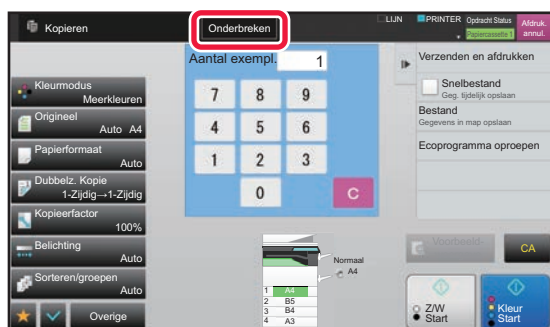 Kopieren
Onderbreken
LIJN
PRINTER
Opdracht Status
Papiercassette 1
Afdruk.
annul.
Kleurmodus
Meerkleuren
Origineel
Auto A4
Papierformaat
Auto
Dubbelz. Kopie
1-Zijdig→1-Zijdig
Kopieerfactor
100%
Belichting
Auto
Sorteren/groepen
Auto
Overige
Aantal exempl.
1
7 8 9
4 5 6
1 2 3
0 C
Normaal
A4
1 A4
2 B5
3 B4
4 A3
Verzenden en afdrukken
Snelbestand
Geg. tijdelijk opslaan
Bestand
Gegevens in map opslaan
Ecoprogramma oproepen
Voorbeeld-
CA
Z/W
Start
Kleur
Start